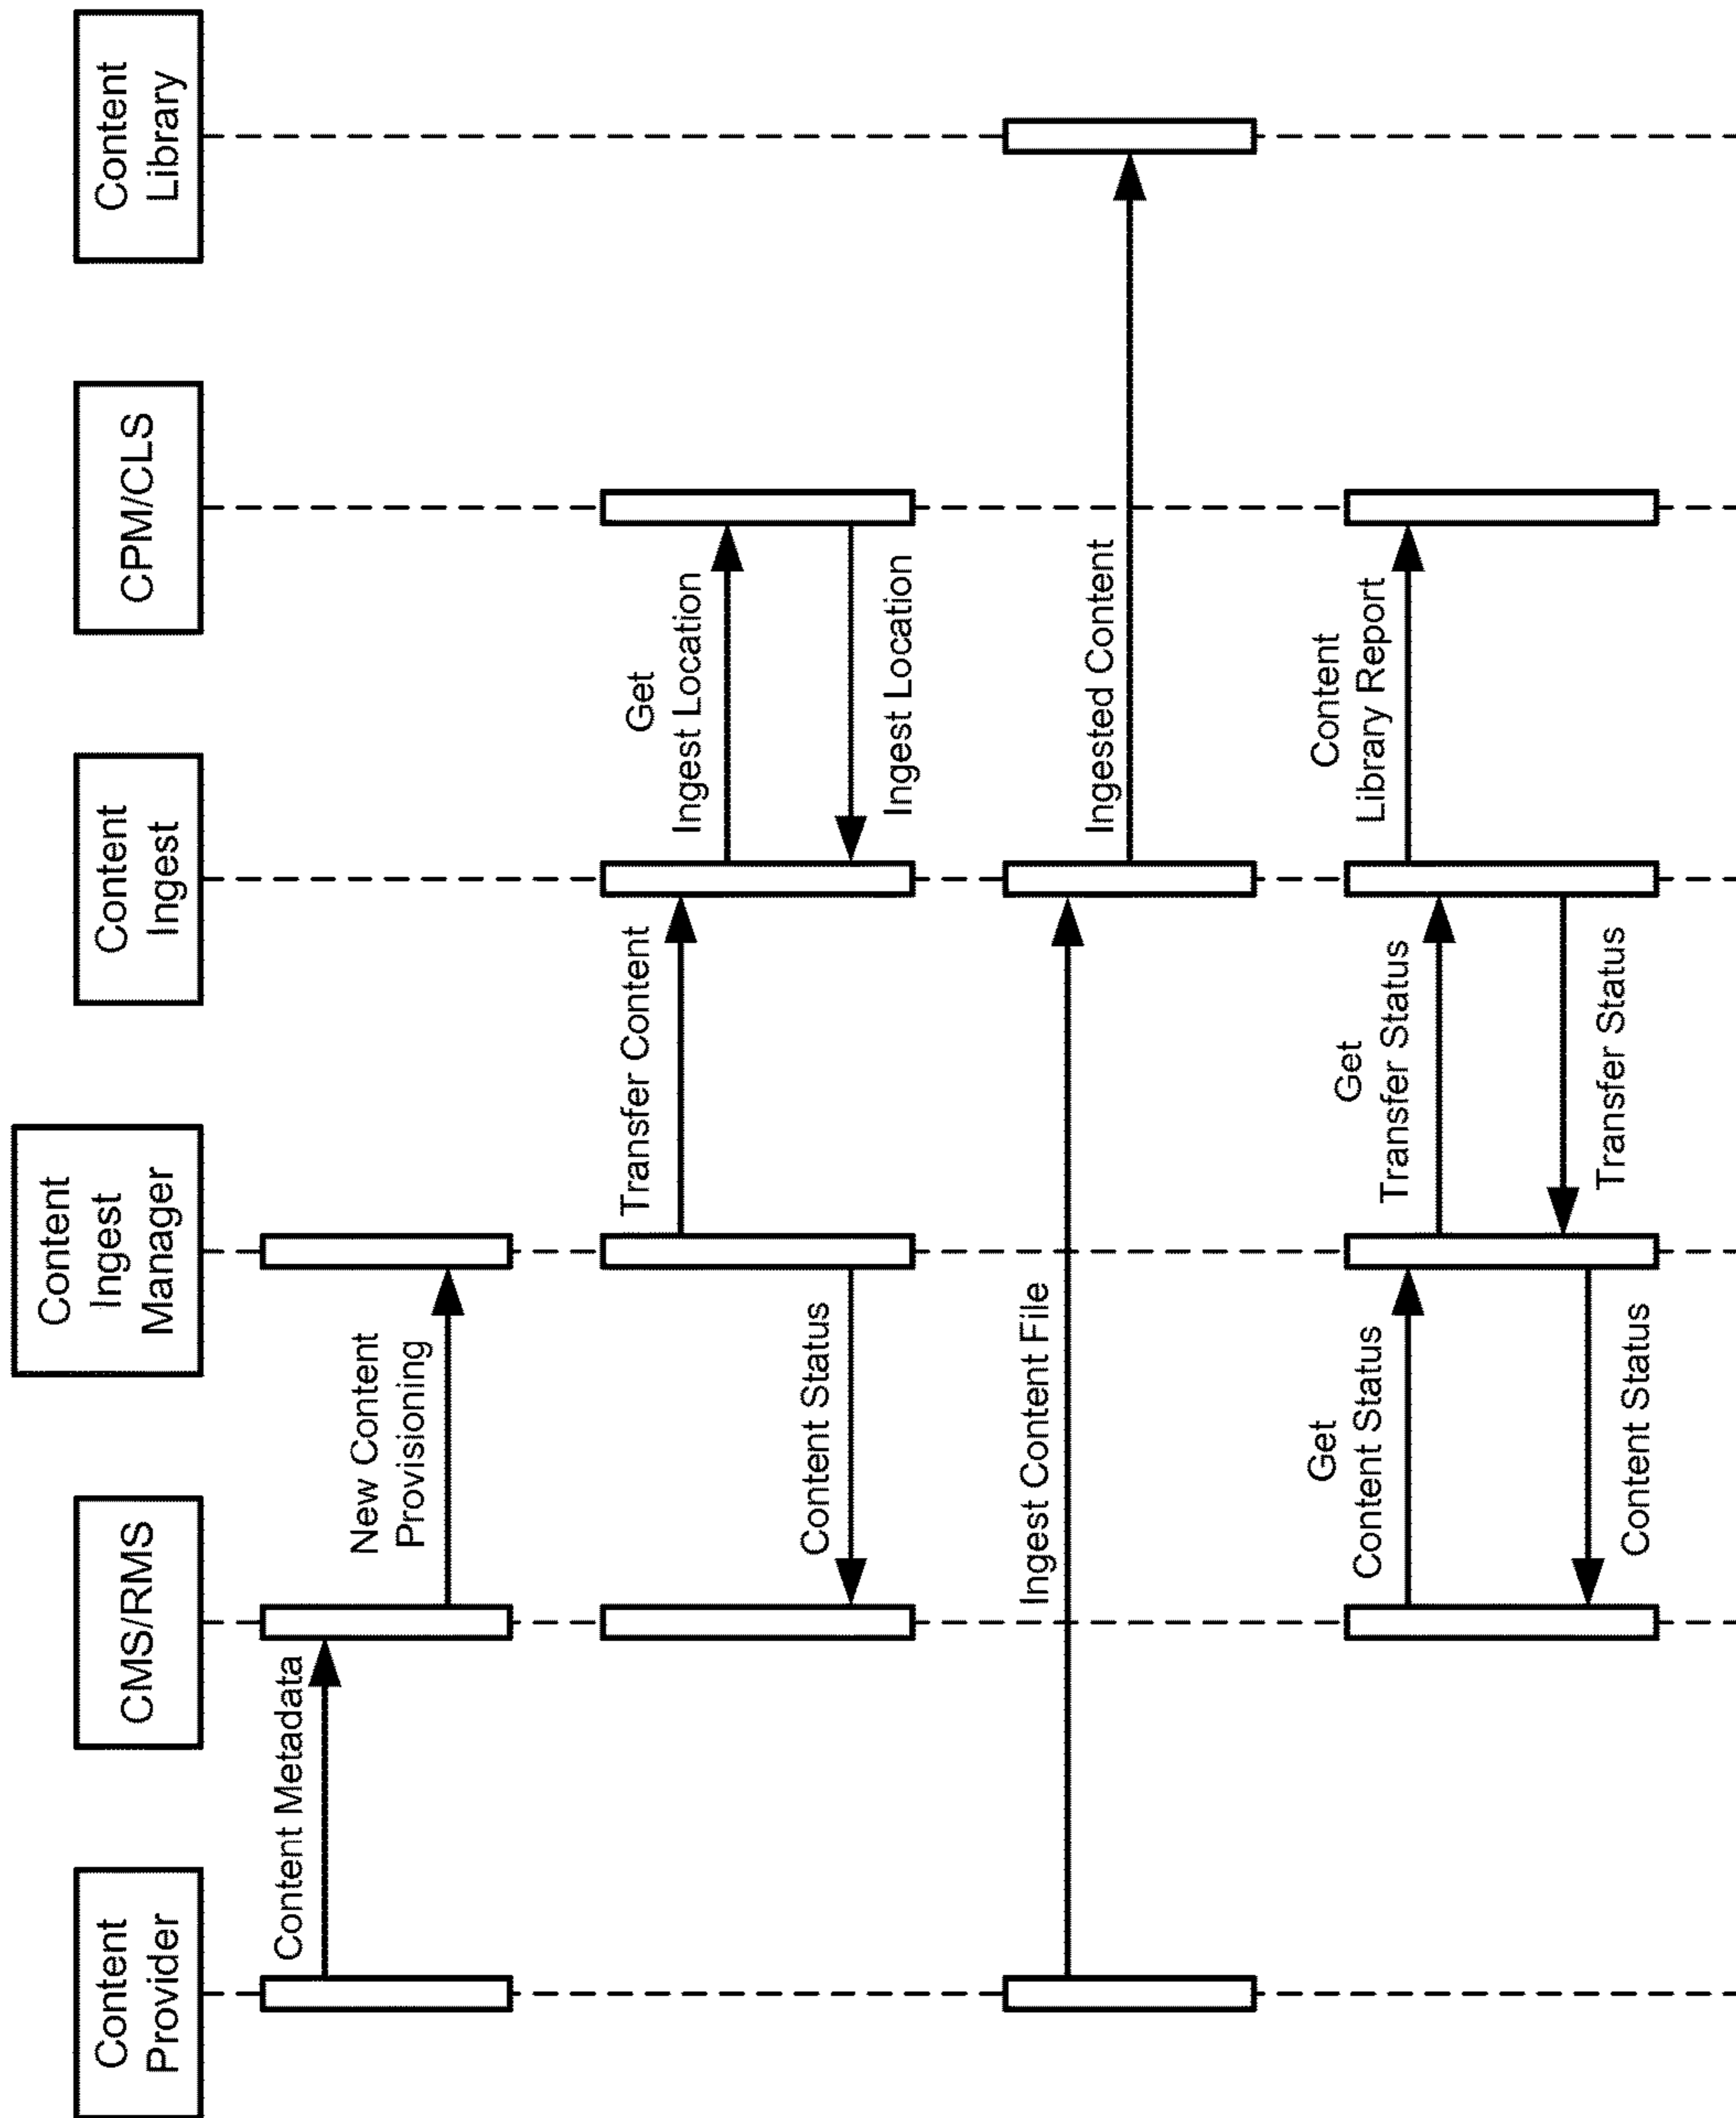 Content
Provider
CMS/RMS
Content
Ingest
Manager
Content
Ingest
CPM/CLS
Content
Library
Content Metadata
New Content
Provisioning
Transfer Content
Get
Ingest Location
Content Status
Ingest Location
Ingest Content File
Ingested Content
Get
Content Status
Get
Transfer Status
Content
Library Report
Content Status
Transfer Status